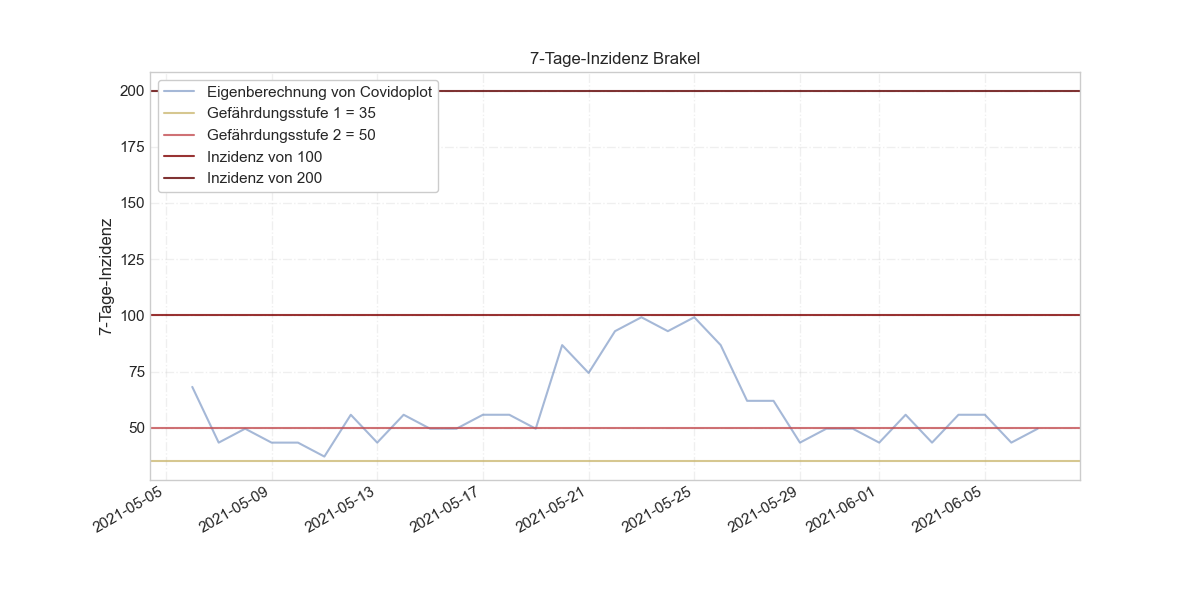 7-Tage-Inzidenz Brakel
Eigenberechnung von Covidoplot
Gefährdungsstufe 1 = 35
Gefährdungsstufe 2 = 50
Inzidenz von 100
Inzidenz von 200
7-Tage-Inzidenz
200
175
150
125
100
75
50
2021-05-05
2021-05-09
2021-05-13
2021-05-17
2021-05-21
2021-05-25
2021-05-29
2021-06-01
2021-06-05